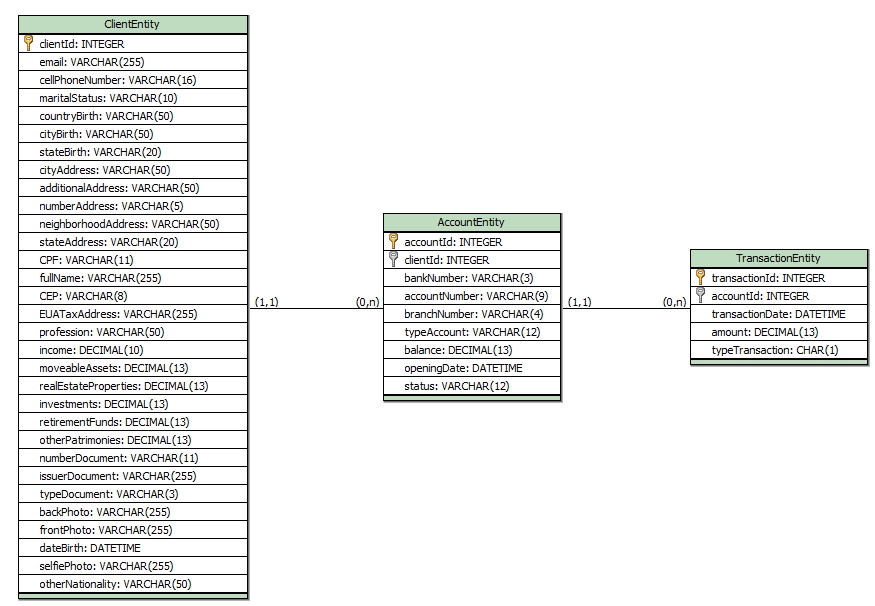 ClientEntity
clientId: INTEGER
email: VARCHAR(255)
cellPhoneNumber: VARCHAR(16)
maritalStatus: VARCHAR(10)
countryBirth: VARCHAR(50)
cityBirth: VARCHAR(50)
stateBirth: VARCHAR(20)
cityAddress: VARCHAR(50)
additionalAddress: VARCHAR(50)
numberAddress: VARCHAR(5)
neighborhoodAddress: VARCHAR(50)
stateAddress: VARCHAR(20)
CPF: VARCHAR(11)
fullName: VARCHAR(255)
CEP: VARCHAR(8)
EUATaxAddress: VARCHAR(255)
profession: VARCHAR(50)
income: DECIMAL(10)
moveableAssets: DECIMAL(13)
realEstateProperties: DECIMAL(13)
investments: DECIMAL(13)
retirementFunds: DECIMAL(13)
otherPatrimonies: DECIMAL(13)
numberDocument: VARCHAR(11)
issuerDocument: VARCHAR(255)
typeDocument: VARCHAR(3)
backPhoto: VARCHAR(255)
frontPhoto: VARCHAR(255)
dateBirth: DATETIME
selfiePhoto: VARCHAR(255)
otherNationality: VARCHAR(50)
(1,1)
(0,n)
AccountEntity
accountId: INTEGER
clientId: INTEGER
bankNumber: VARCHAR(3)
accountNumber: VARCHAR(9)
branchNumber: VARCHAR(4)
typeAccount: VARCHAR(12)
balance: DECIMAL(13)
openingDate: DATETIME
status: VARCHAR(12)
(1,1)
(0,n)
TransactionEntity
transactionId: INTEGER
accountId: INTEGER
transactionDate: DATETIME
amount: DECIMAL(13)
typeTransaction: CHAR(1)